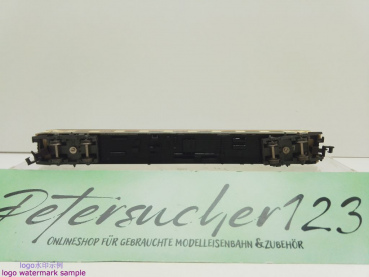 Petersucher123
ONLINESHOP FÜR GEBRAUCHTE MODELLEISENBAHN & ZUBEHÖR
logo水印示例
logo watermark sample